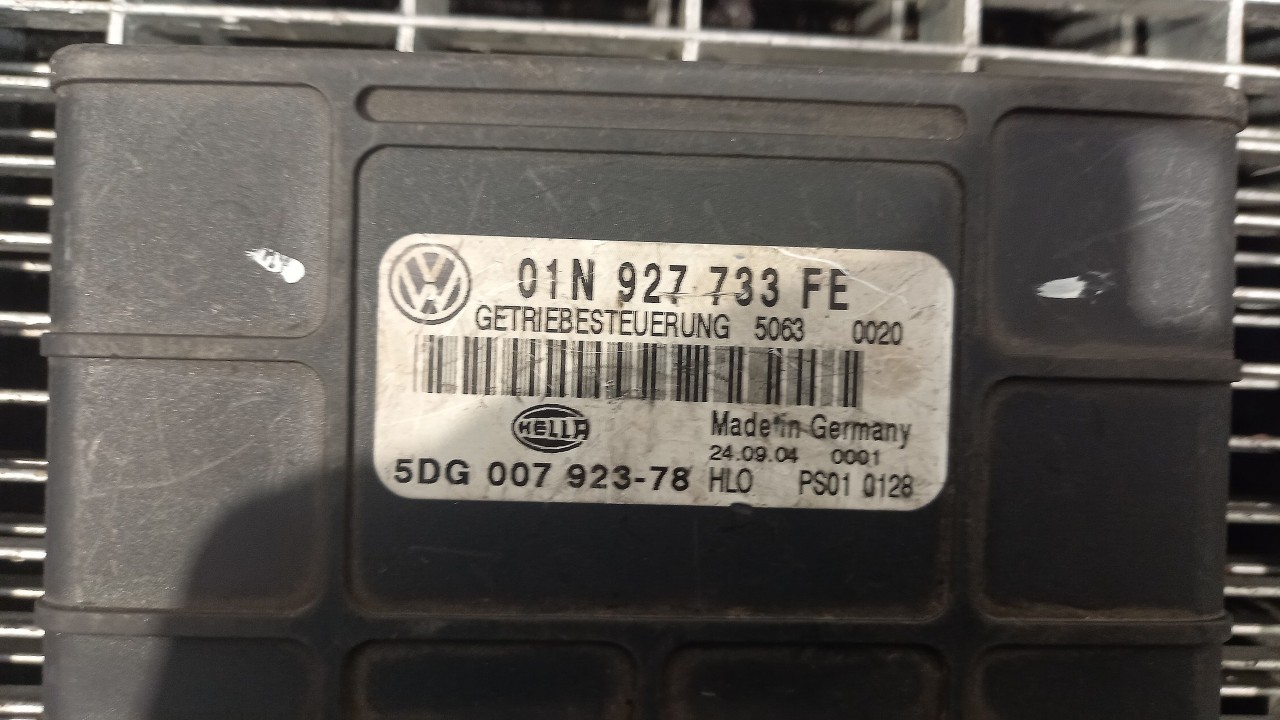 01N 927 733 FE
GETRIEBESTEUERUNG 5063 0020
HELLA
Made in Germany
24.09.04 0001
5DG 007 923-78 HLO PS01 0128